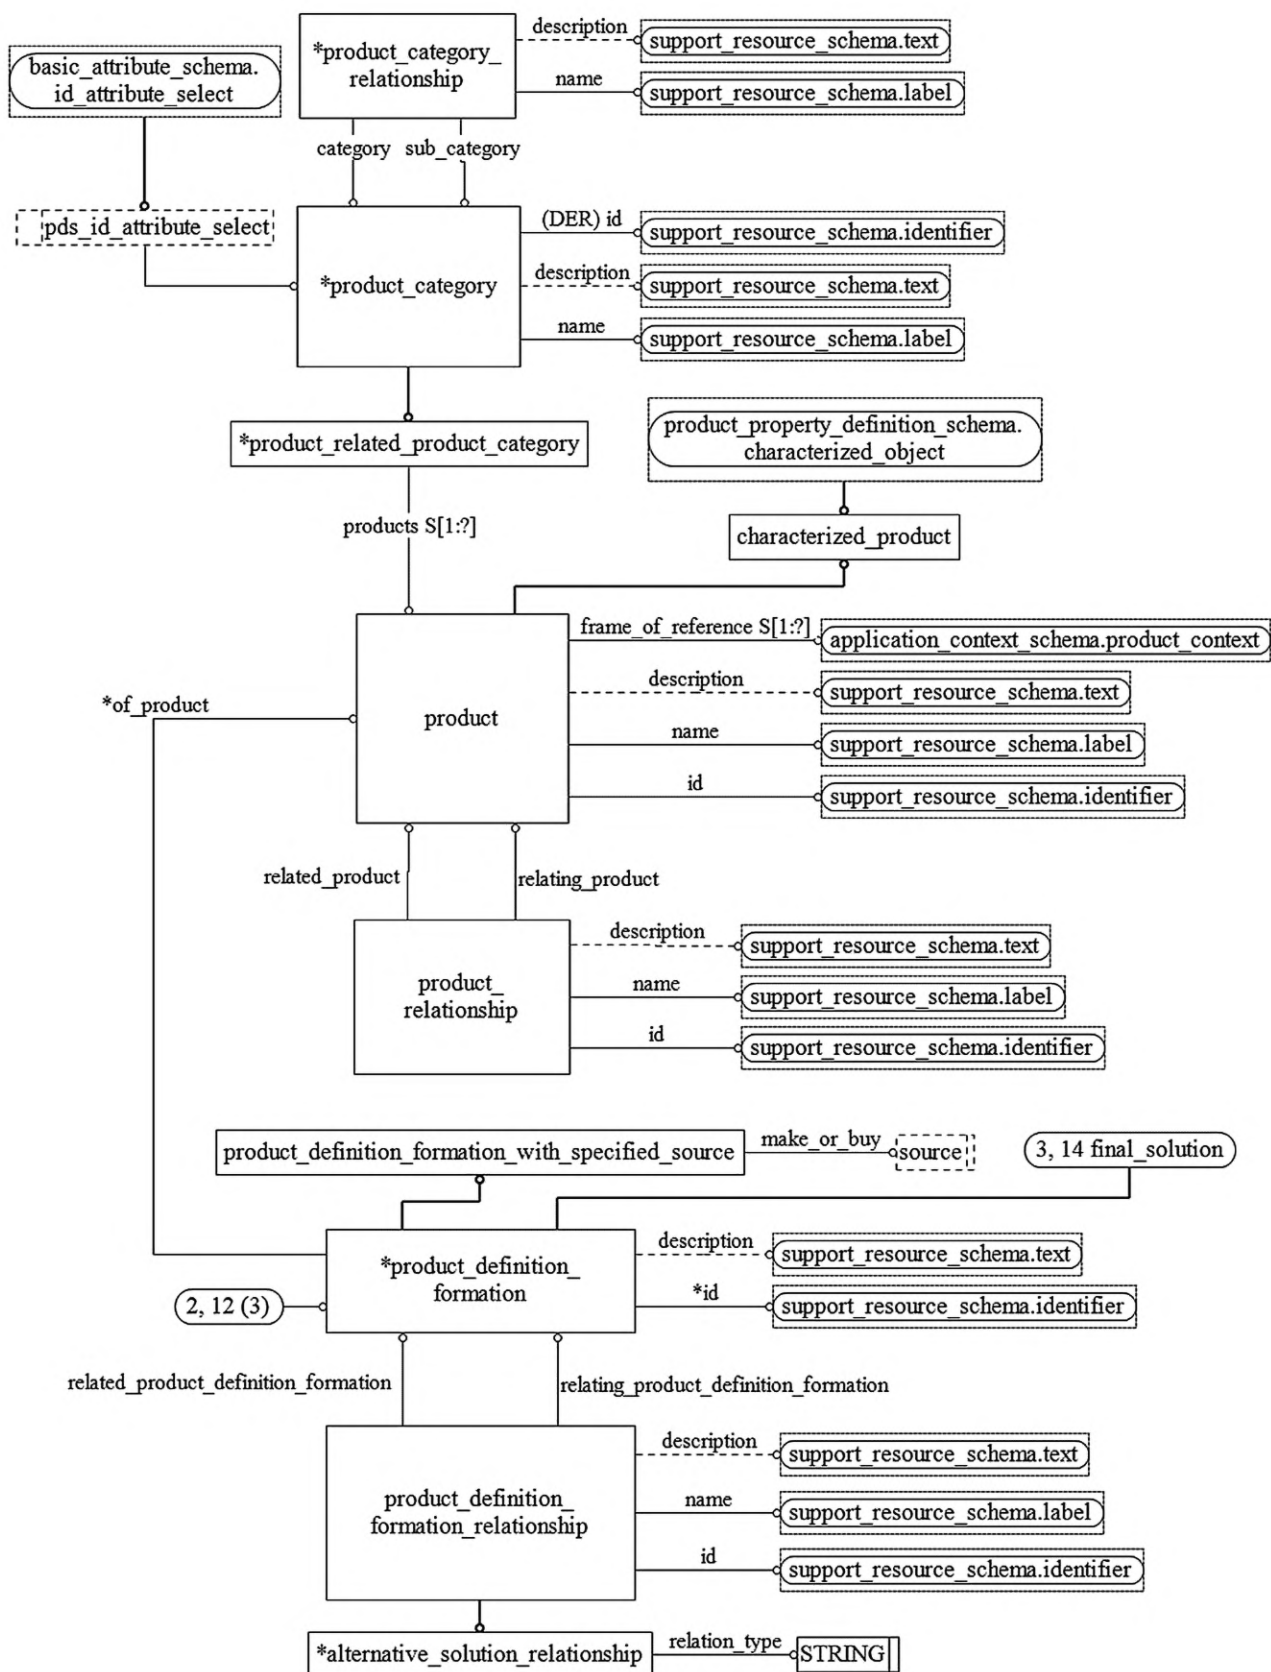 description
support_resource_schema.text
*product_category_
relationship
name
support_resource_schema.label
basic_attribute_schema.
id_attribute_select
category
sub_category
pds_id_attribute_select
(DER) id
support_resource_schema.identifier
*product_category
description
support_resource_schema.text
name
support_resource_schema.label
*product_related_product_category
product_property_definition_schema.
characterized_object
products S[1:?]
characterized_product
frame_of_reference S[1:?]
application_context_schema.product_context
*of_product
product
description
support_resource_schema.text
name
support_resource_schema.label
id
support_resource_schema.identifier
related_product
relating_product
product_
relationship
description
support_resource_schema.text
name
support_resource_schema.label
id
support_resource_schema.identifier
product_definition_formation_with_specified_source
make_or_buy
source
3, 14 final_solution
*product_definition_
formation
description
support_resource_schema.text
2, 12 (3)
*id
support_resource_schema.identifier
related_product_definition_formation
relating_product_definition_formation
product_definition_
formation_relationship
description
support_resource_schema.text
name
support_resource_schema.label
id
support_resource_schema.identifier
*alternative_solution_relationship
relation_type
STRING